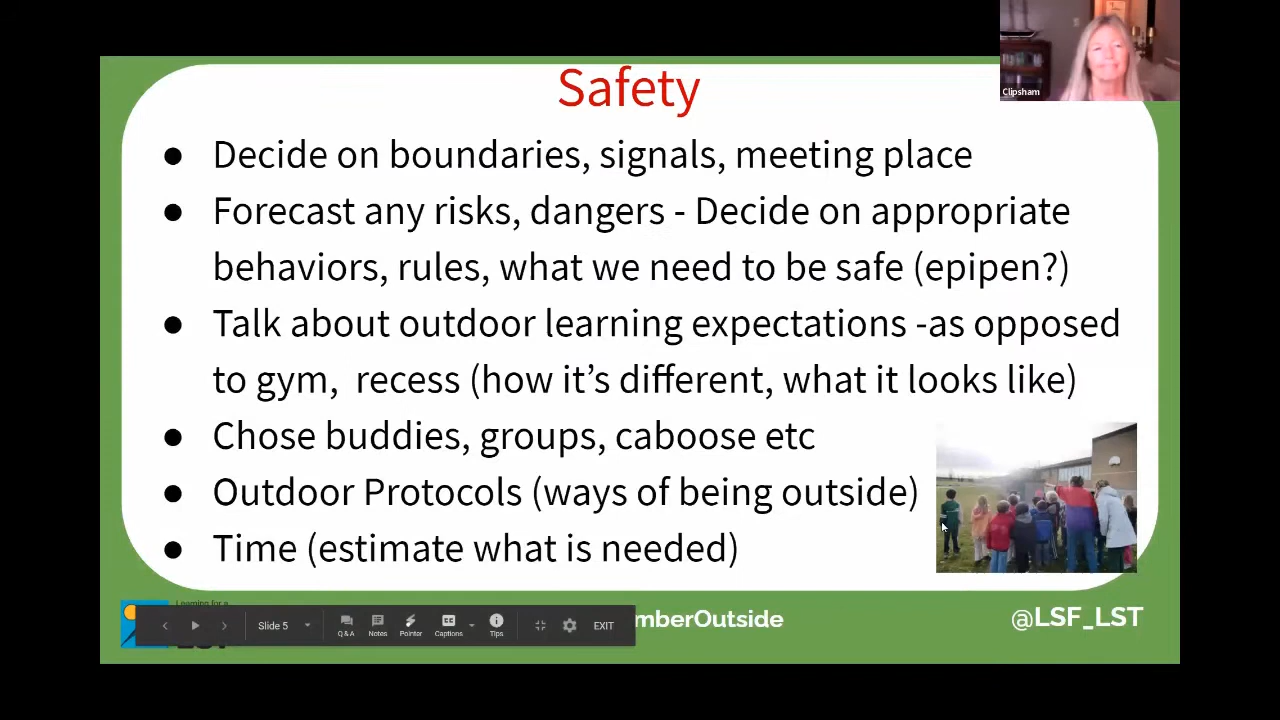 Safety
Clipsham
● Decide on boundaries, signals, meeting place
● Forecast any risks, dangers - Decide on appropriate
behaviors, rules, what we need to be safe (epipen?)
● Talk about outdoor learning expectations -as opposed
to gym,  recess (how it’s different, what it looks like)
● Chose buddies, groups, caboose etc
● Outdoor Protocols (ways of being outside)
● Time (estimate what is needed)
Learning for a
LST
Slide 5
Q&A
Notes
Pointer
Captions
Tips
EXIT
mberOutside
@LSF_LST